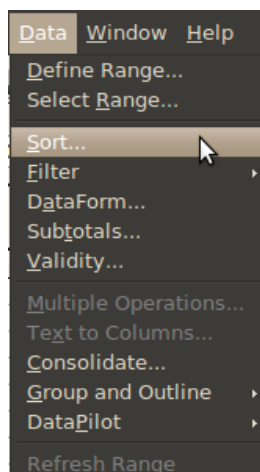 Data Window Help
Define Range...
Select Range...
Sort...
Filter
DataForm...
Subtotals...
Validity...
Multiple Operations...
Text to Columns...
Consolidate...
Group and Outline
DataPilot
Refresh Range